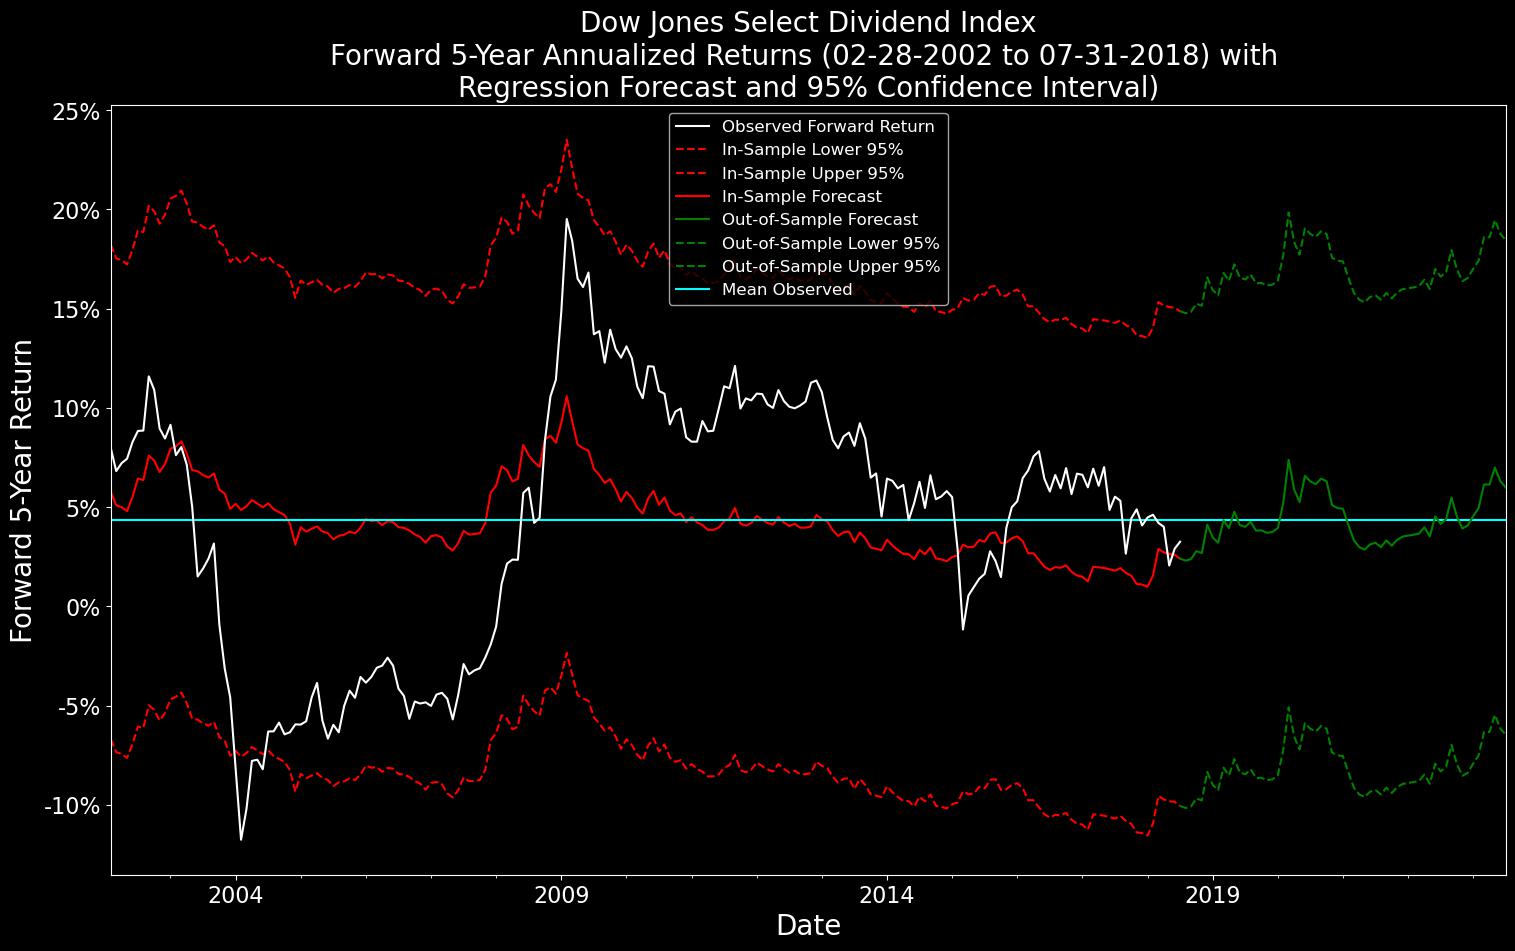 Dow Jones Select Dividend Index
Forward 5-Year Annualized Returns (02-28-2002 to 07-31-2018) with
Regression Forecast and 95% Confidence Interval)
25%
20%
15%
10%
5%
0%
-5%
-10%
Forward 5-Year Return
Observed Forward Return
In-Sample Lower 95%
In-Sample Upper 95%
In-Sample Forecast
Out-of-Sample Forecast
Out-of-Sample Lower 95%
Out-of-Sample Upper 95%
Mean Observed
2004
2009
2014
2019
Date